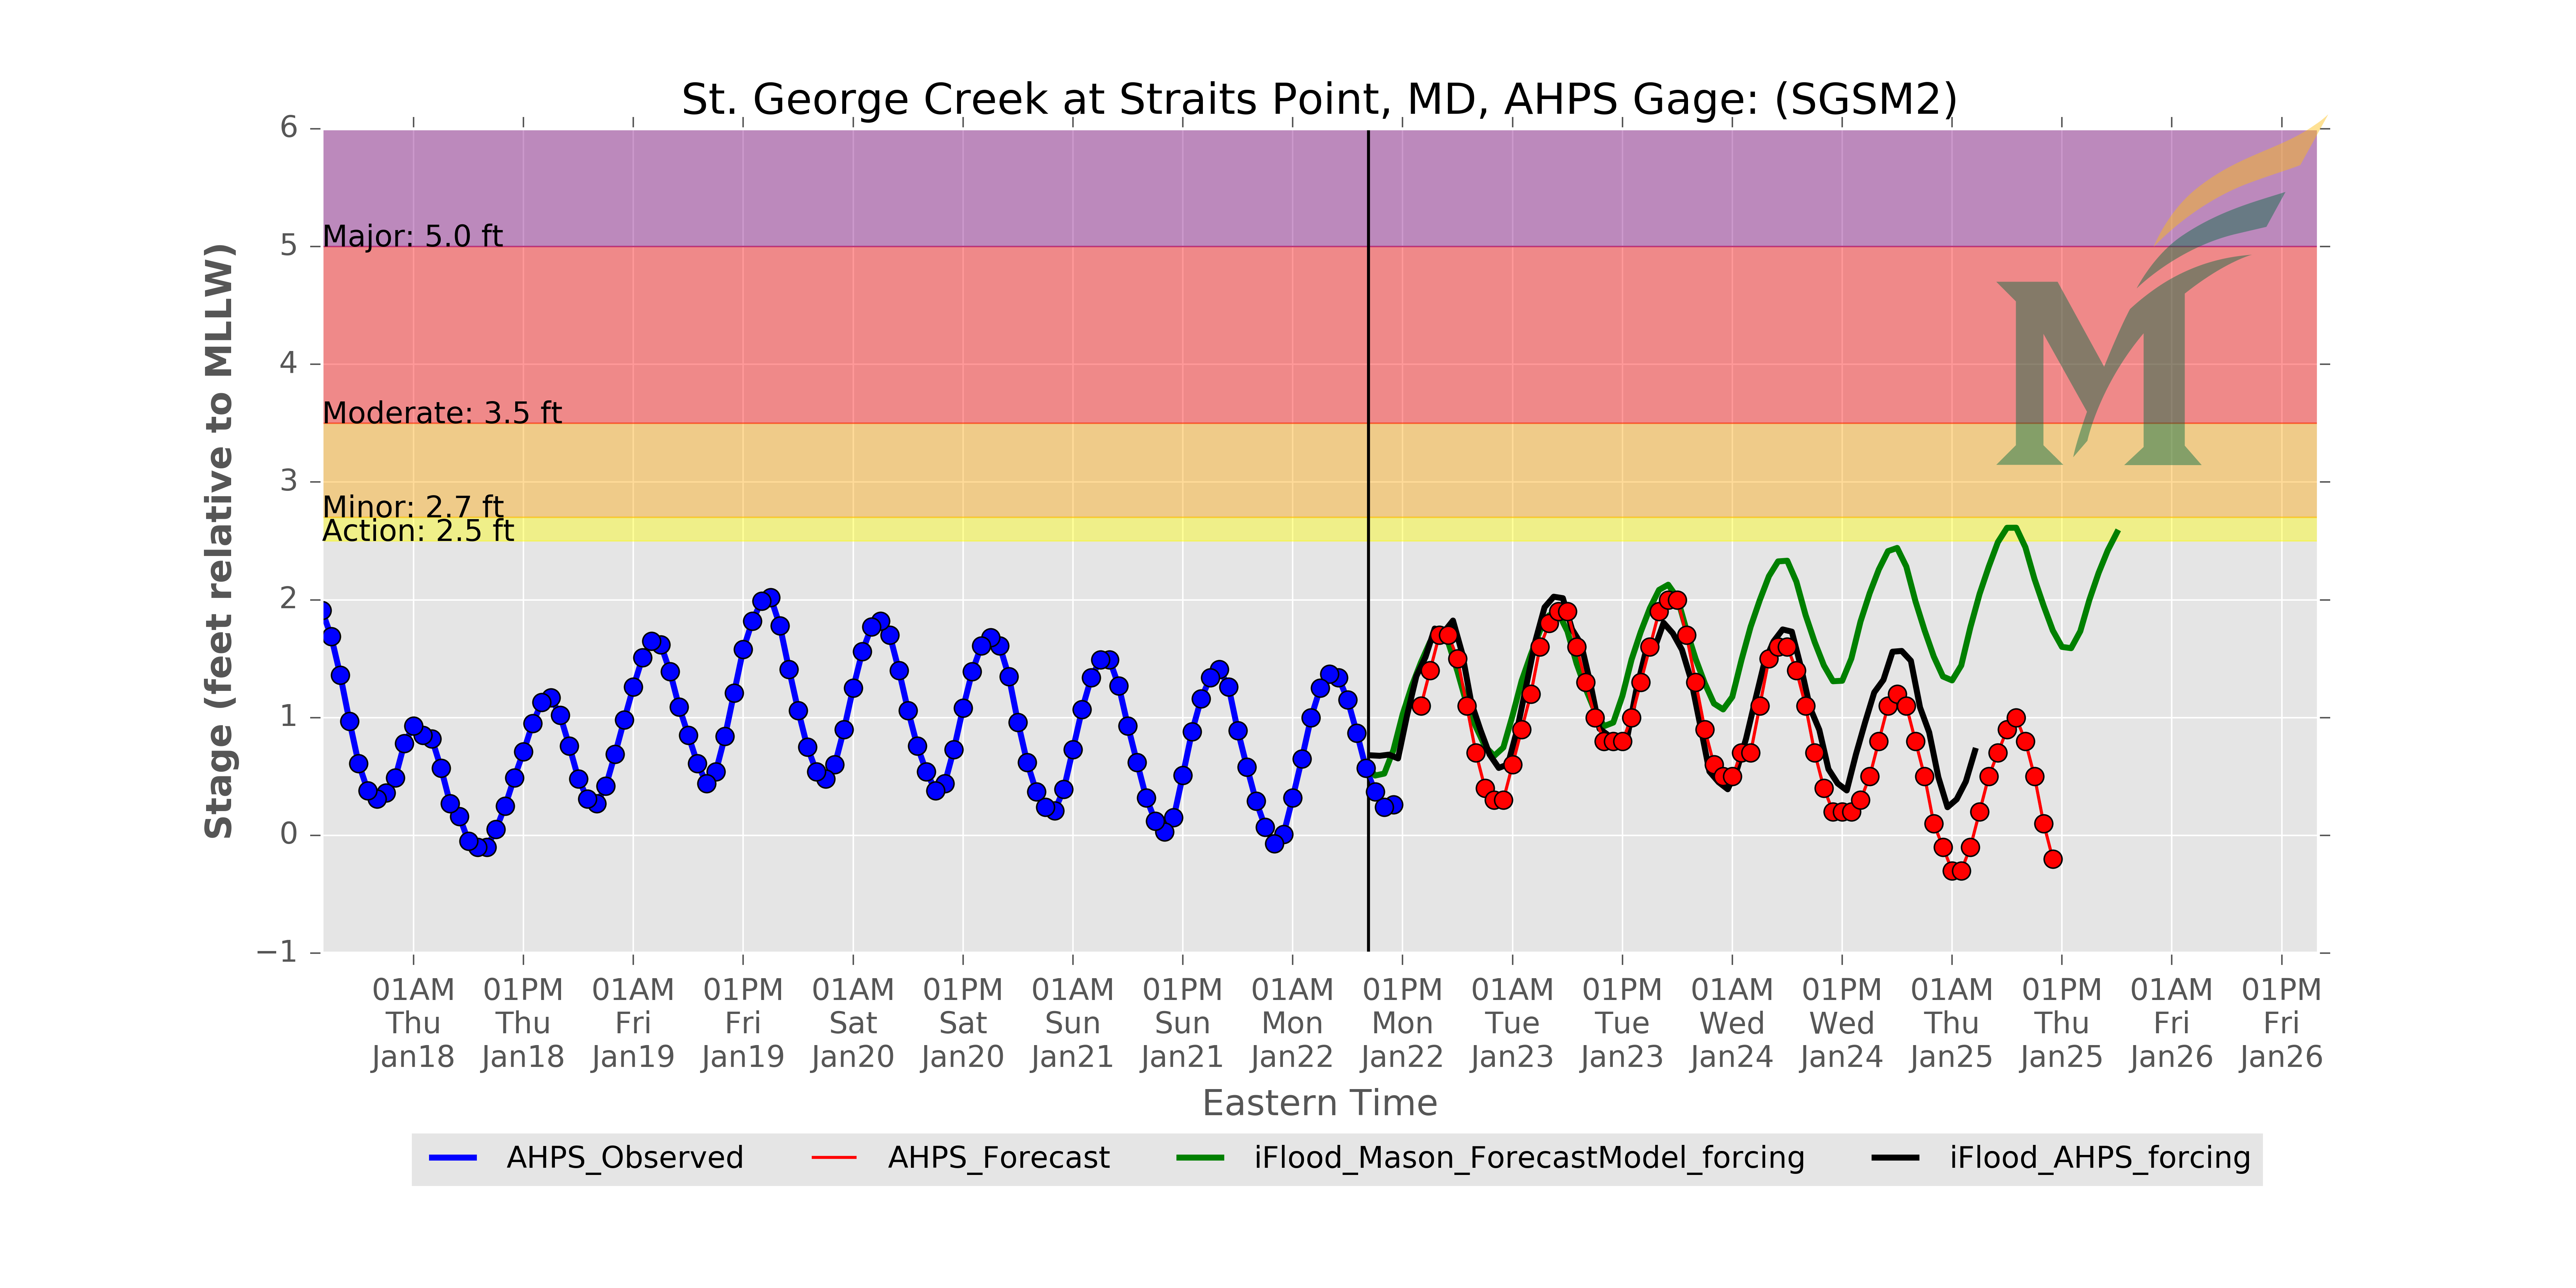 St. George Creek at Straits Point, MD, AHPS Gage: (SGSM2)
Stage (feet relative to MLLW)
6
5
4
3
2
1
0
−1
Major: 5.0 ft
Moderate: 3.5 ft
Minor: 2.7 ft
Action: 2.5 ft
M
01AM 01PM 01AM 01PM 01AM 01PM 01AM 01PM 01AM 01PM 01AM 01PM 01AM 01PM 01AM 01PM 01AM 01PM
Thu Thu Fri Fri Sat Sat Sun Sun Mon Mon Tue Tue Wed Wed Thu Thu Fri Fri
Jan18 Jan18 Jan19 Jan19 Jan20 Jan20 Jan21 Jan21 Jan22 Jan22 Jan23 Jan23 Jan24 Jan24 Jan25 Jan25 Jan26 Jan26
Eastern Time
AHPS_Observed AHPS_Forecast iFlood_Mason_ForecastModel_forcing iFlood_AHPS_forcing